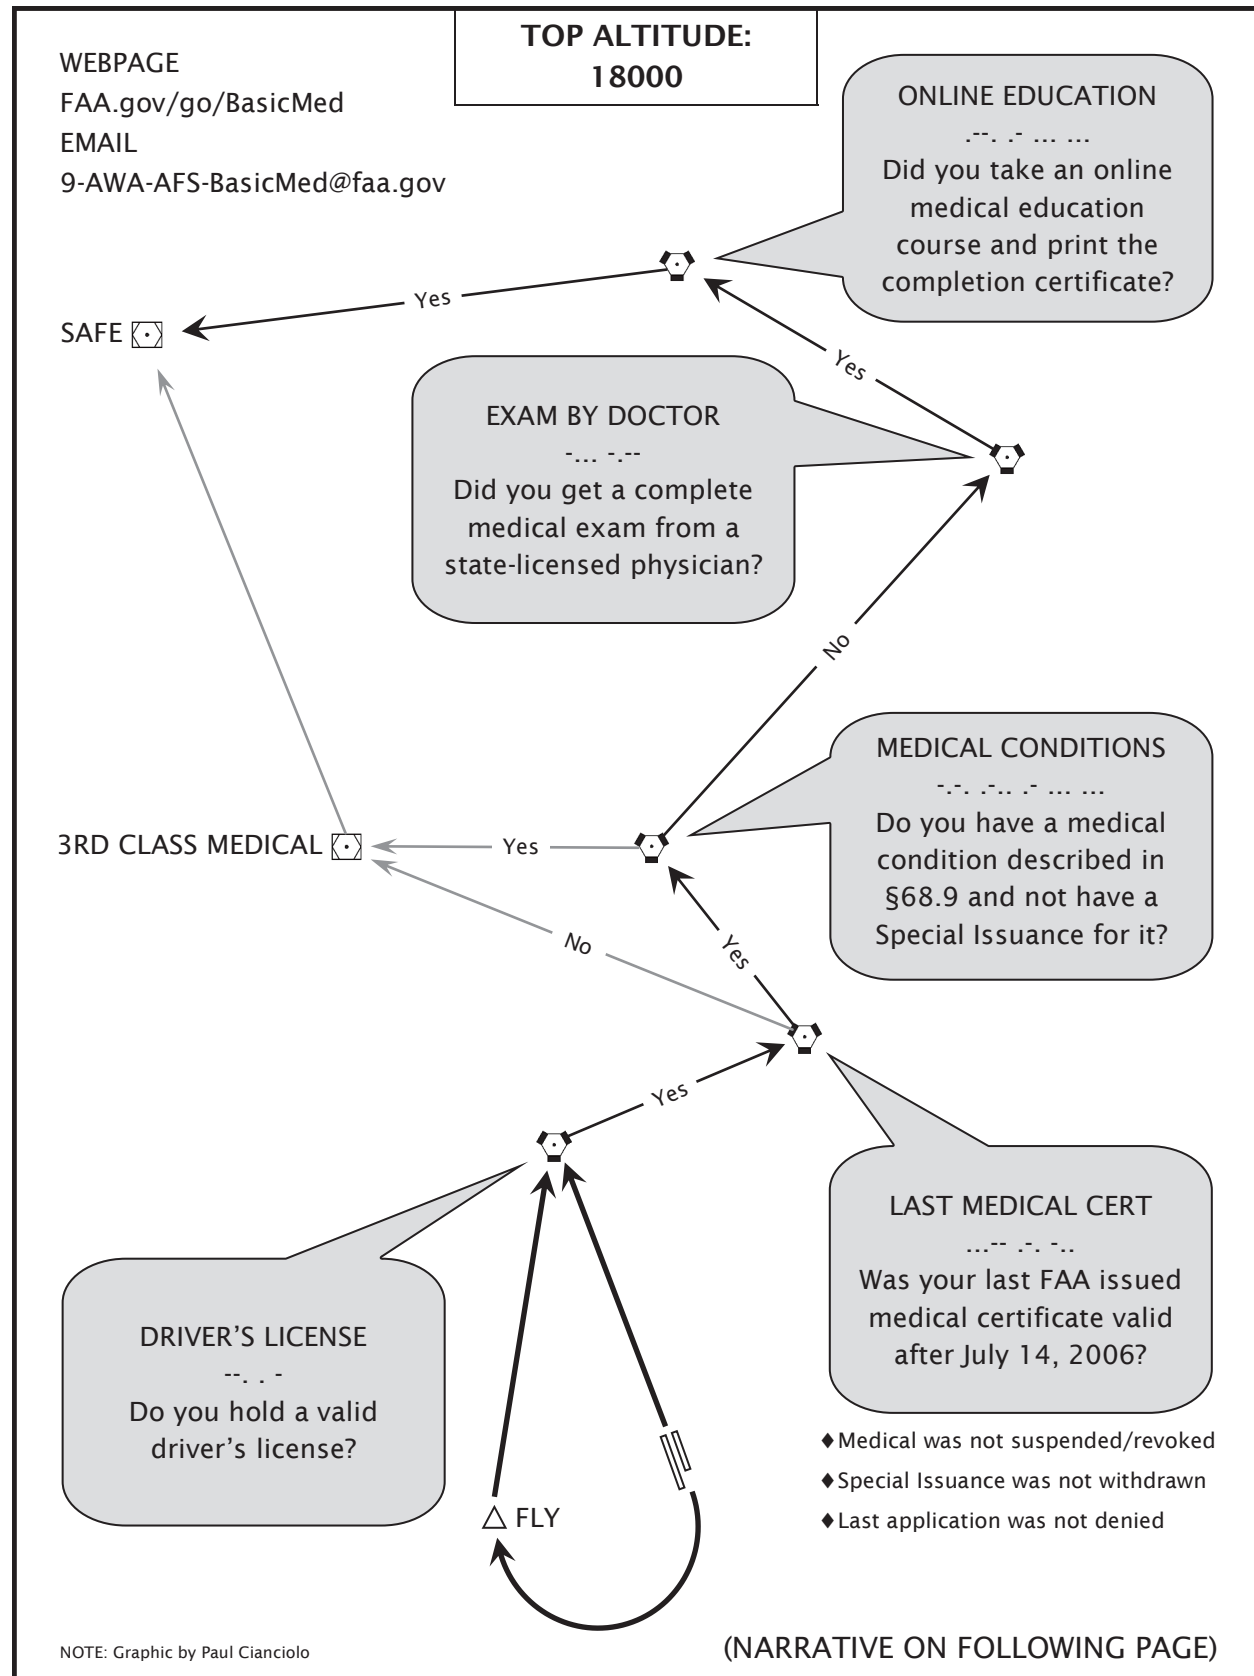 TOP ALTITUDE:
18000
WEBPAGE
FAA.gov/go/BasicMed
EMAIL
9-AWA-AFS-BasicMed@faa.gov
ONLINE EDUCATION
.--. .- ... ...
Did you take an online
medical education
course and print the
completion certificate?
Yes
SAFE
Yes
EXAM BY DOCTOR
-... -.--
Did you get a complete
medical exam from a
state-licensed physician?
No
MEDICAL CONDITIONS
-.-. .-.. .- ... ...
Do you have a medical
condition described in
§68.9 and not have a
Special Issuance for it?
3RD CLASS MEDICAL
Yes
No
Yes
Yes
LAST MEDICAL CERT
...-- .-. -..
Was your last FAA issued
medical certificate valid
after July 14, 2006?
DRIVER'S LICENSE
--. . -
Do you hold a valid
driver's license?
♦Medical was not suspended/revoked
♦Special Issuance was not withdrawn
♦Last application was not denied
FLY
NOTE: Graphic by Paul Cianciolo
(NARRATIVE ON FOLLOWING PAGE)